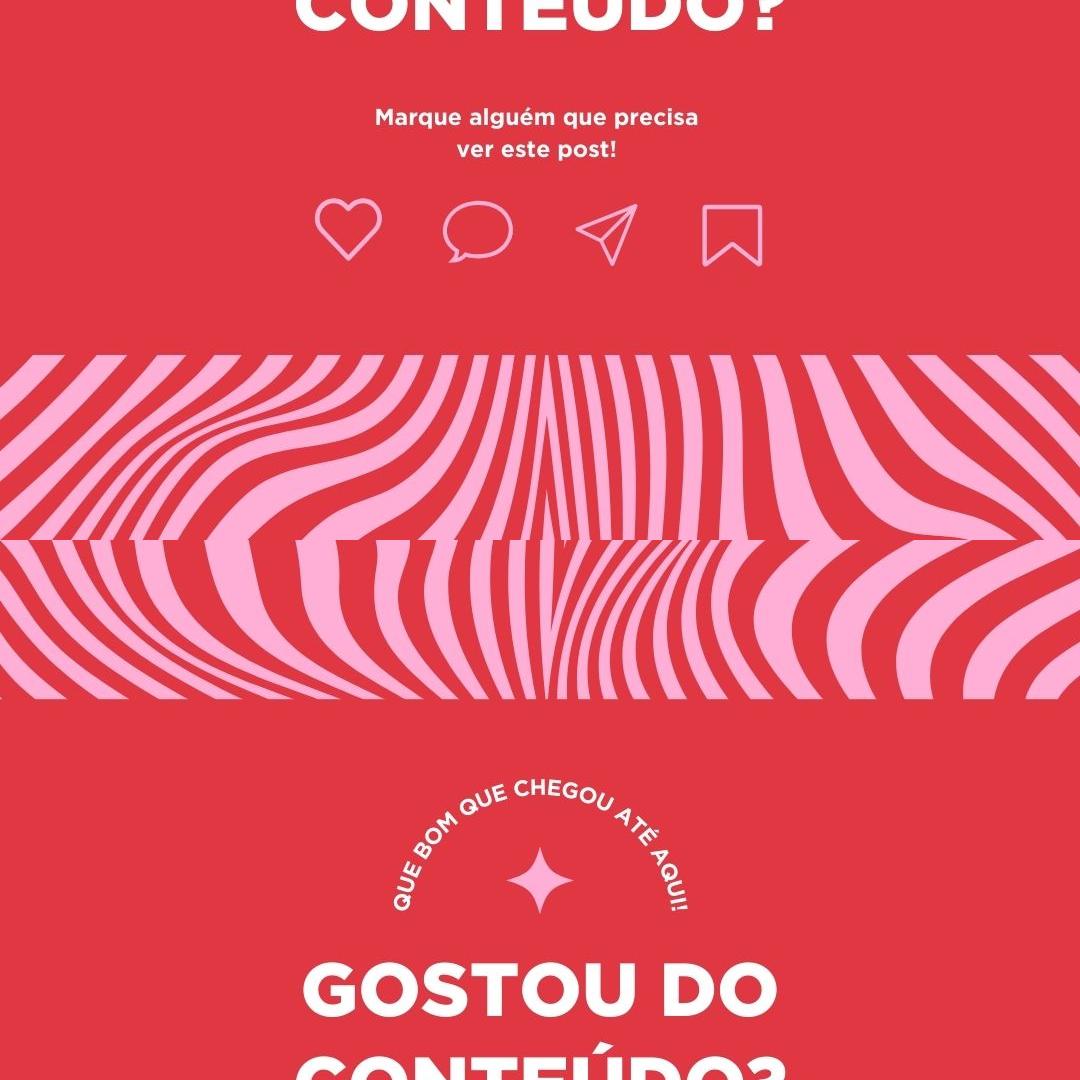 CONTEÚDO?
Marque alguém que precisa
ver este post!
QUE BOM QUE CHEGOU ATÉ AQUI!
GOSTOU DO
CONTEÚDO?